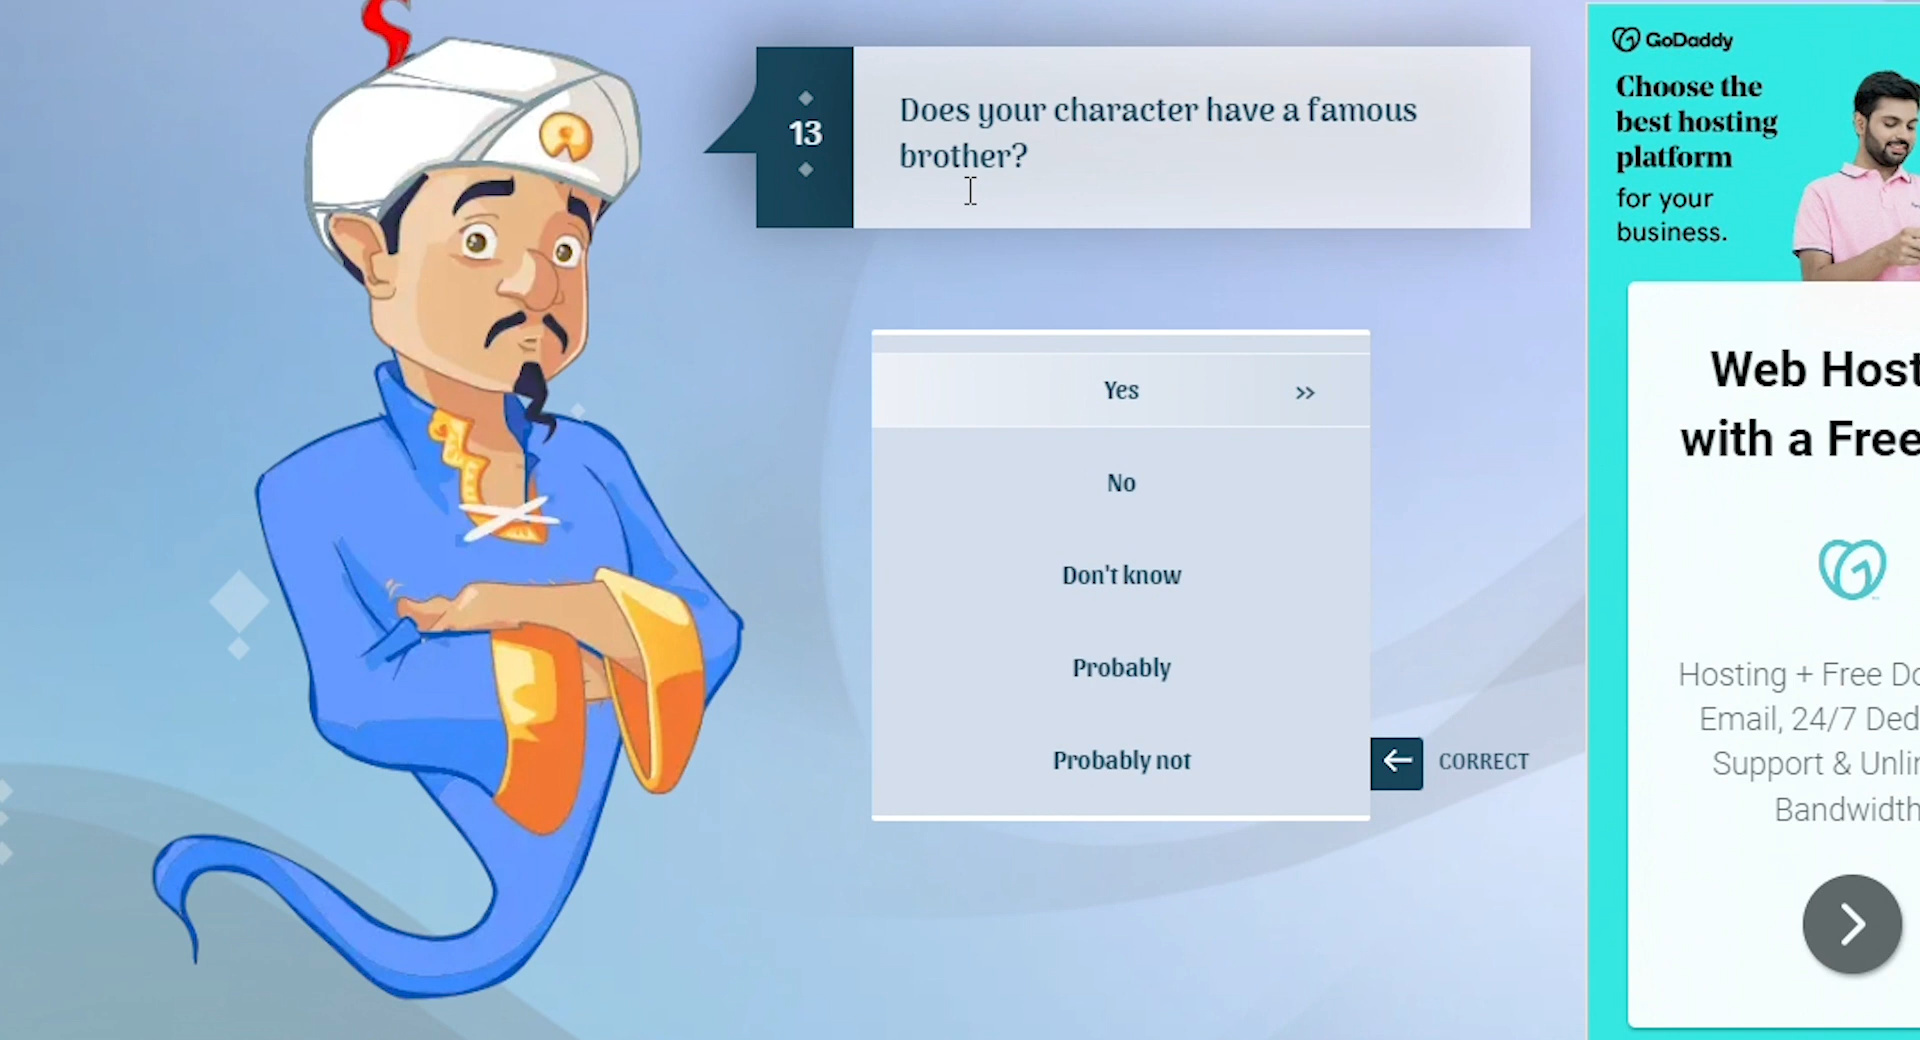 13
Does your character have a famous
brother?
Yes
No
Don't know
Probably
Probably not
CORRECT
GoDaddy
Choose the
best hosting
platform
for your
business.
Web Host
with a Free
Hosting + Free Do
Email, 24/7 Ded
Support & Unlim
Bandwidth